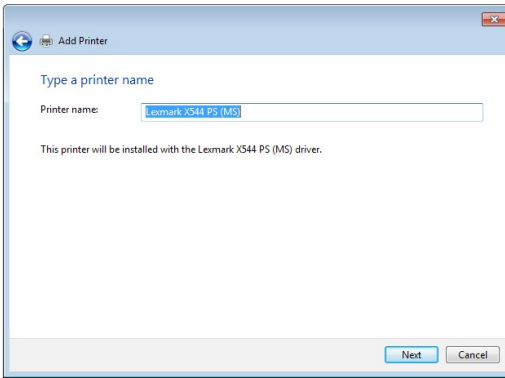 Add Printer
Type a printer name
Printer name: Lexmark X544 PS (MS)
This printer will be installed with the Lexmark X544 PS (MS) driver.
Next Cancel